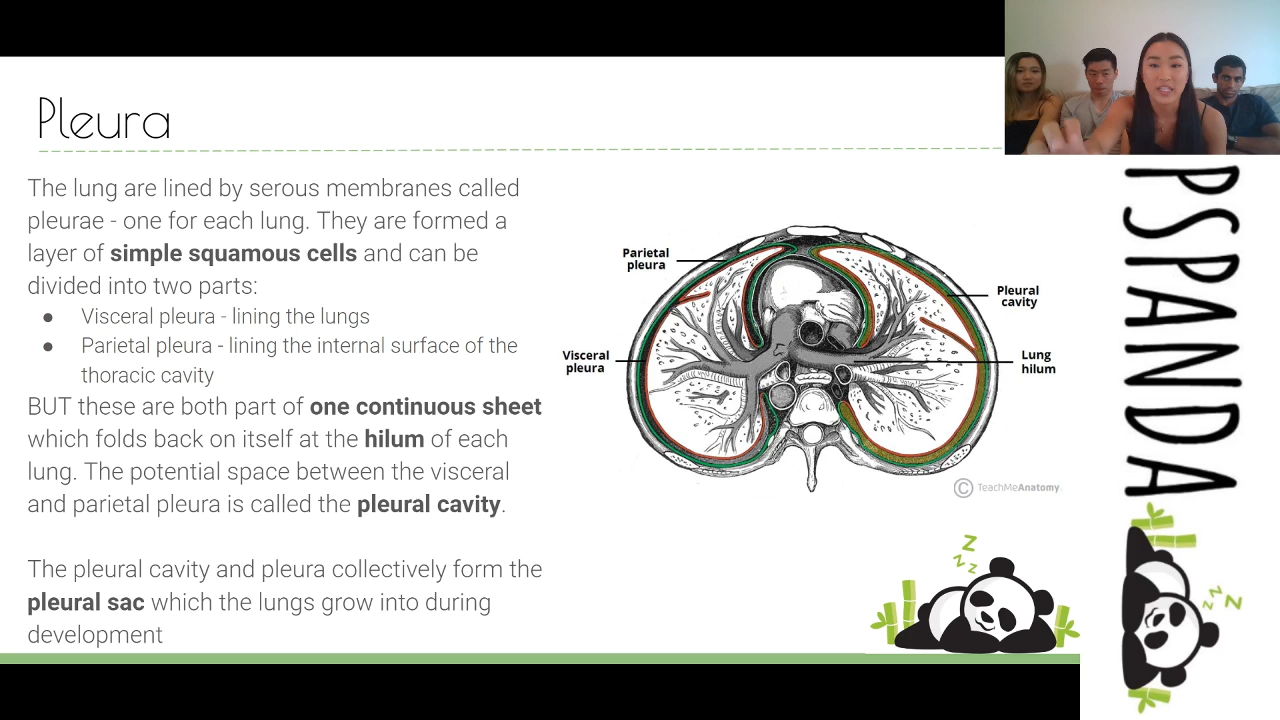 Pleura
The lung are lined by serous membranes called
pleurae - one for each lung. They are formed a
layer of simple squamous cells and can be
divided into two parts:
● Visceral pleura - lining the lungs
● Parietal pleura - lining the internal surface of the
thoracic cavity
BUT these are both part of one continuous sheet
which folds back on itself at the hilum of each
lung. The potential space between the visceral
and parietal pleura is called the pleural cavity.
The pleural cavity and pleura collectively form the
pleural sac which the lungs grow into during
development
Parietal
pleura
Visceral
pleura
Pleural
cavity
Lung
hilum
© TeachMeAnatomy
z
z
z
PSPANDA
z
z
z